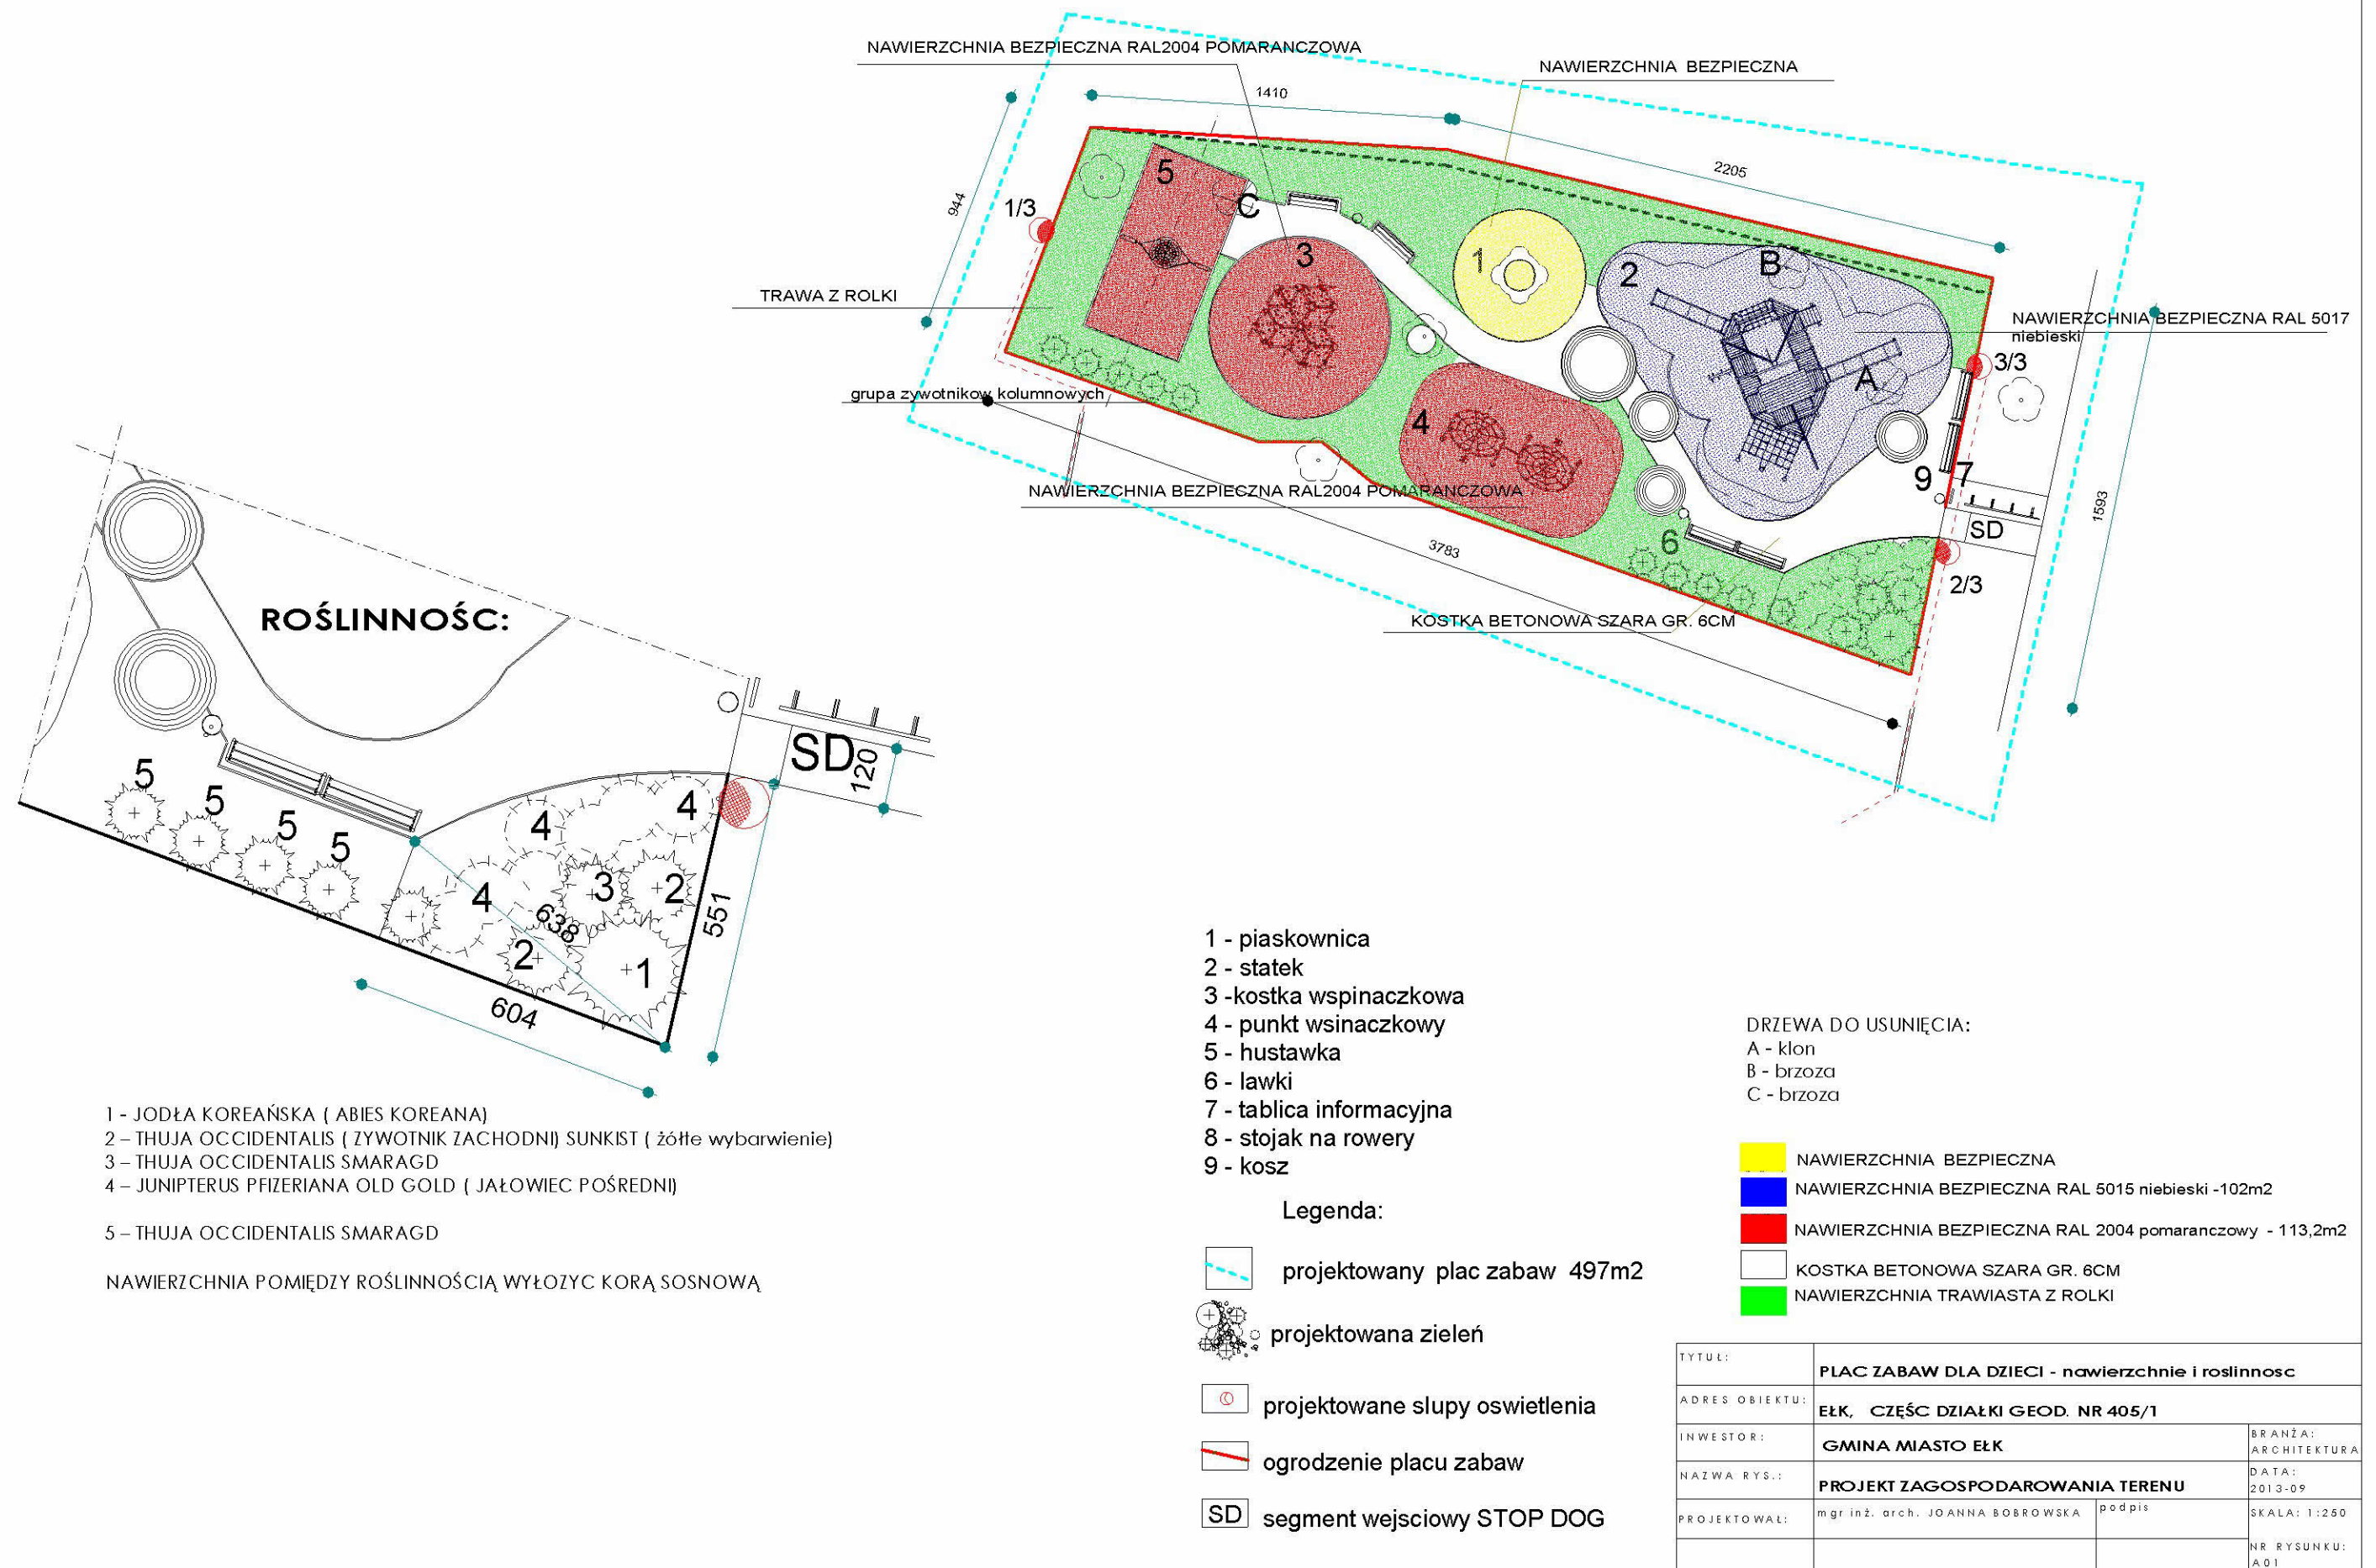 NAWIERZCHNIA BEZPIECZNA RAL2004 POMARANCZOWA
NAWIERZCHNIA BEZPIECZNA
1410
2205
944
1/3
5
C
3
1
2
B
A
TRAWA Z ROLKI
NAWIERZCHNIA BEZPIECZNA RAL 5017
niebieski
3/3
grupa zywotnikow kolumnowych
4
9
7
NAWIERZCHNIA BEZPIECZNA RAL2004 POMARANCZOWA
1593
SD
6
3783
2/3
KOSTKA BETONOWA SZARA GR. 6CM
ROŚLINNOŚC:
SD
120
5
5
5
5
4
4
4
3
2
638
551
2
1
604
1 - JODŁA KOREAŃSKA ( ABIES KOREANA)
2 – THUJA OCCIDENTALIS ( ZYWOTNIK ZACHODNI) SUNKIST ( żółte wybarwienie)
3 – THUJA OCCIDENTALIS SMARAGD
4 – JUNIPTERUS PFIZERIANA OLD GOLD ( JAŁOWIEC POŚREDNI)
5 – THUJA OCCIDENTALIS SMARAGD
NAWIERZCHNIA POMIĘDZY ROŚLINNOŚCIĄ WYŁOZYC KORĄ SOSNOWĄ
1 - piaskownica
2 - statek
3 -kostka wspinaczkowa
4 - punkt wsinaczkowy
5 - hustawka
6 - lawki
7 - tablica informacyjna
8 - stojak na rowery
9 - kosz
Legenda:
projektowany plac zabaw 497m2
projektowana zieleń
projektowane slupy oswietlenia
ogrodzenie placu zabaw
SD segment wejsciowy STOP DOG
DRZEWA DO USUNIĘCIA:
A - klon
B - brzoza
C - brzoza
NAWIERZCHNIA BEZPIECZNA
NAWIERZCHNIA BEZPIECZNA RAL 5015 niebieski -102m2
NAWIERZCHNIA BEZPIECZNA RAL 2004 pomaranczowy - 113,2m2
KOSTKA BETONOWA SZARA GR. 6CM
NAWIERZCHNIA TRAWIASTA Z ROLKI
TYTUŁ:
PLAC ZABAW DLA DZIECI - nawierzchnie i roslinnosc
ADRES OBIEKTU:
EŁK, CZĘŚC DZIAŁKI GEOD. NR 405/1
INWESTOR:
GMINA MIASTO EŁK
BRANŻA:
ARCHITEKTURA
NAZWA RYS.:
PROJEKT ZAGOSPODAROWANIA TERENU
DATA:
2013-09
PROJEKTOWAŁ:
mgr inż. arch. JOANNA BOBROWSKA
podpis
SKALA: 1:250
NR RYSUNKU:
A01